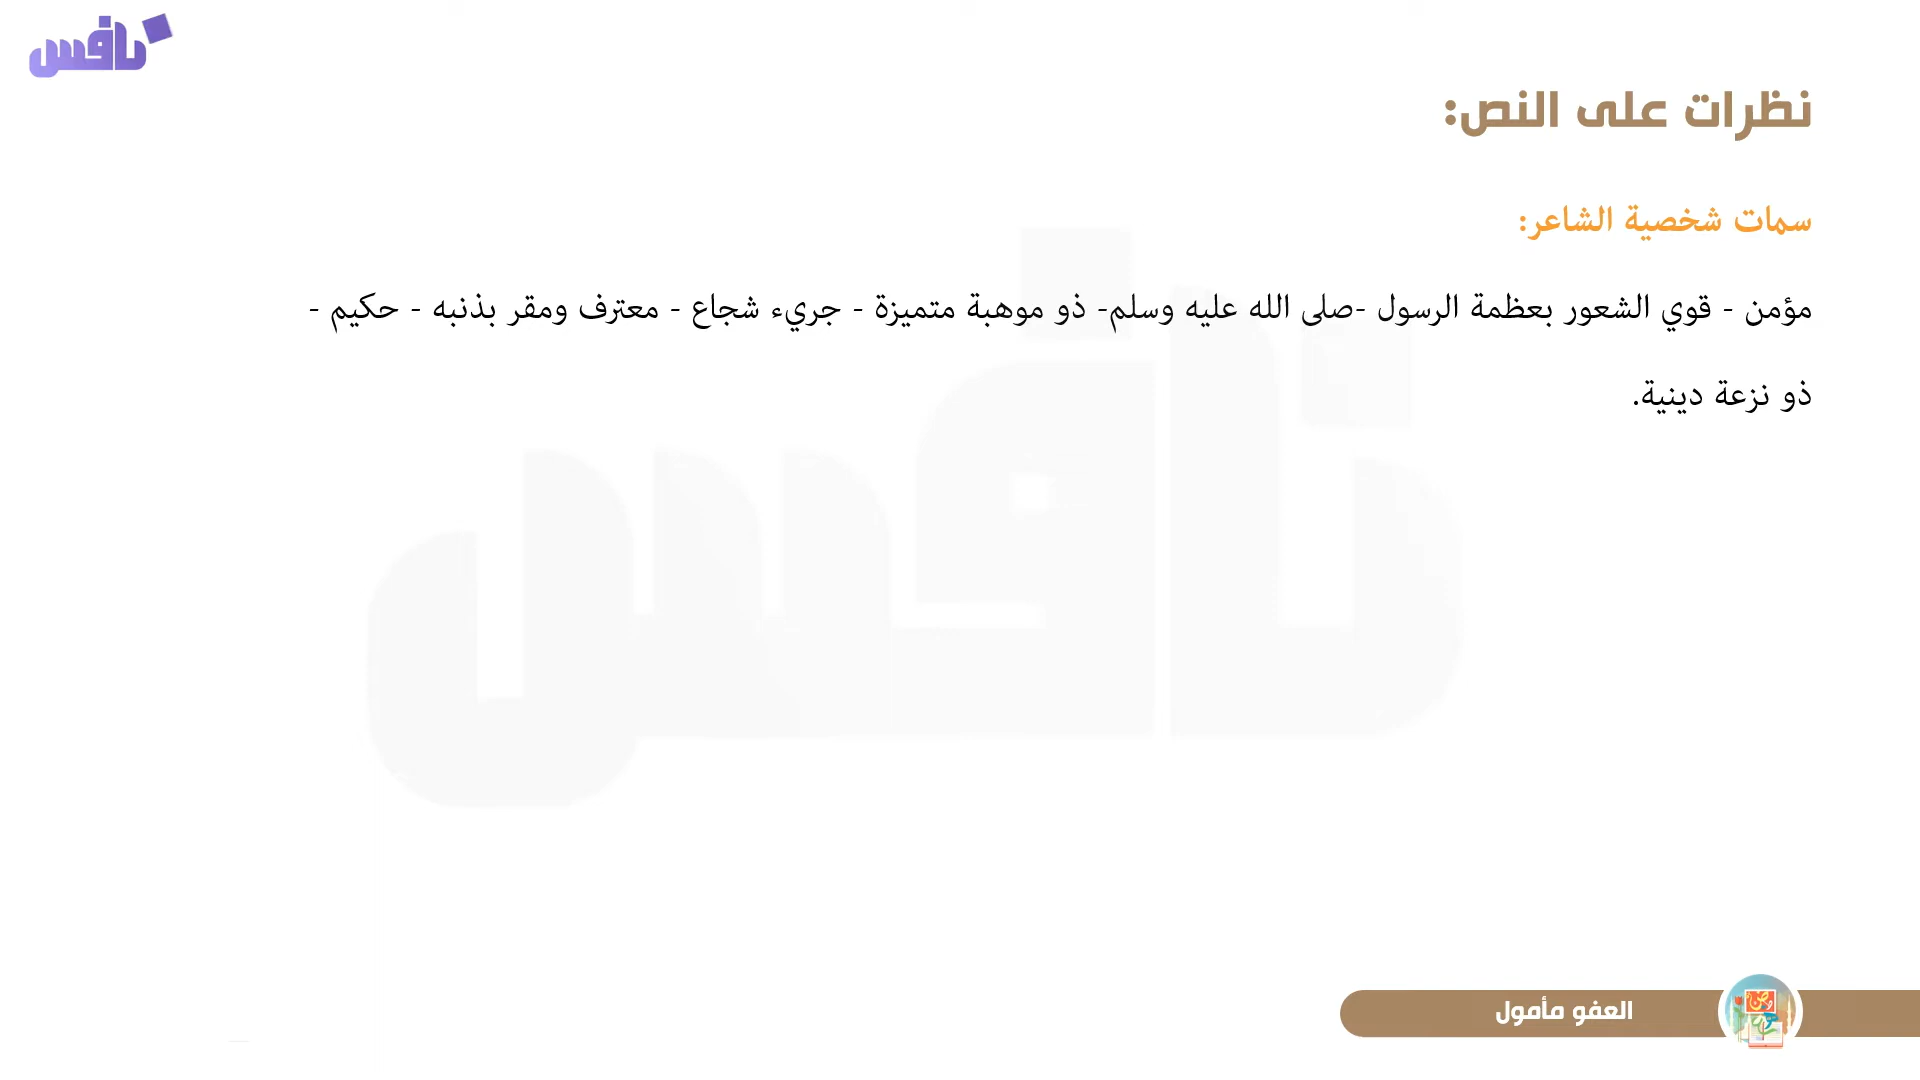 نافس
نظرات على النص:
سمات شخصية الشاعر:
مؤمن - قوي الشعور بعظمة الرسول -صلى الله عليه وسلم- ذو موهبة متميزة - جريء شجاع - معترف ومقر بذنبه - حكيم -
ذو نزعة دينية.
العفو مأمول